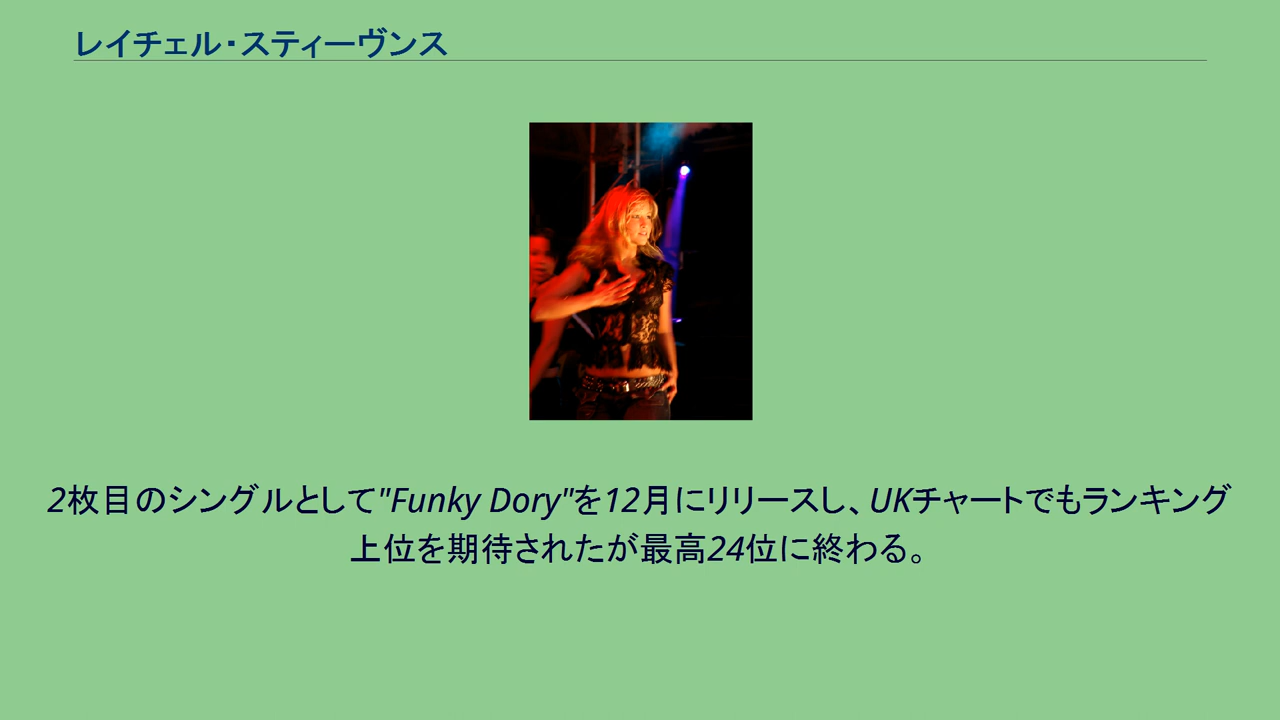 レイチェル・スティーヴンス
2枚目のシングルとして"Funky Dory"を12月にリリースし、UKチャートでもランキング
上位を期待されたが最高24位に終わる。